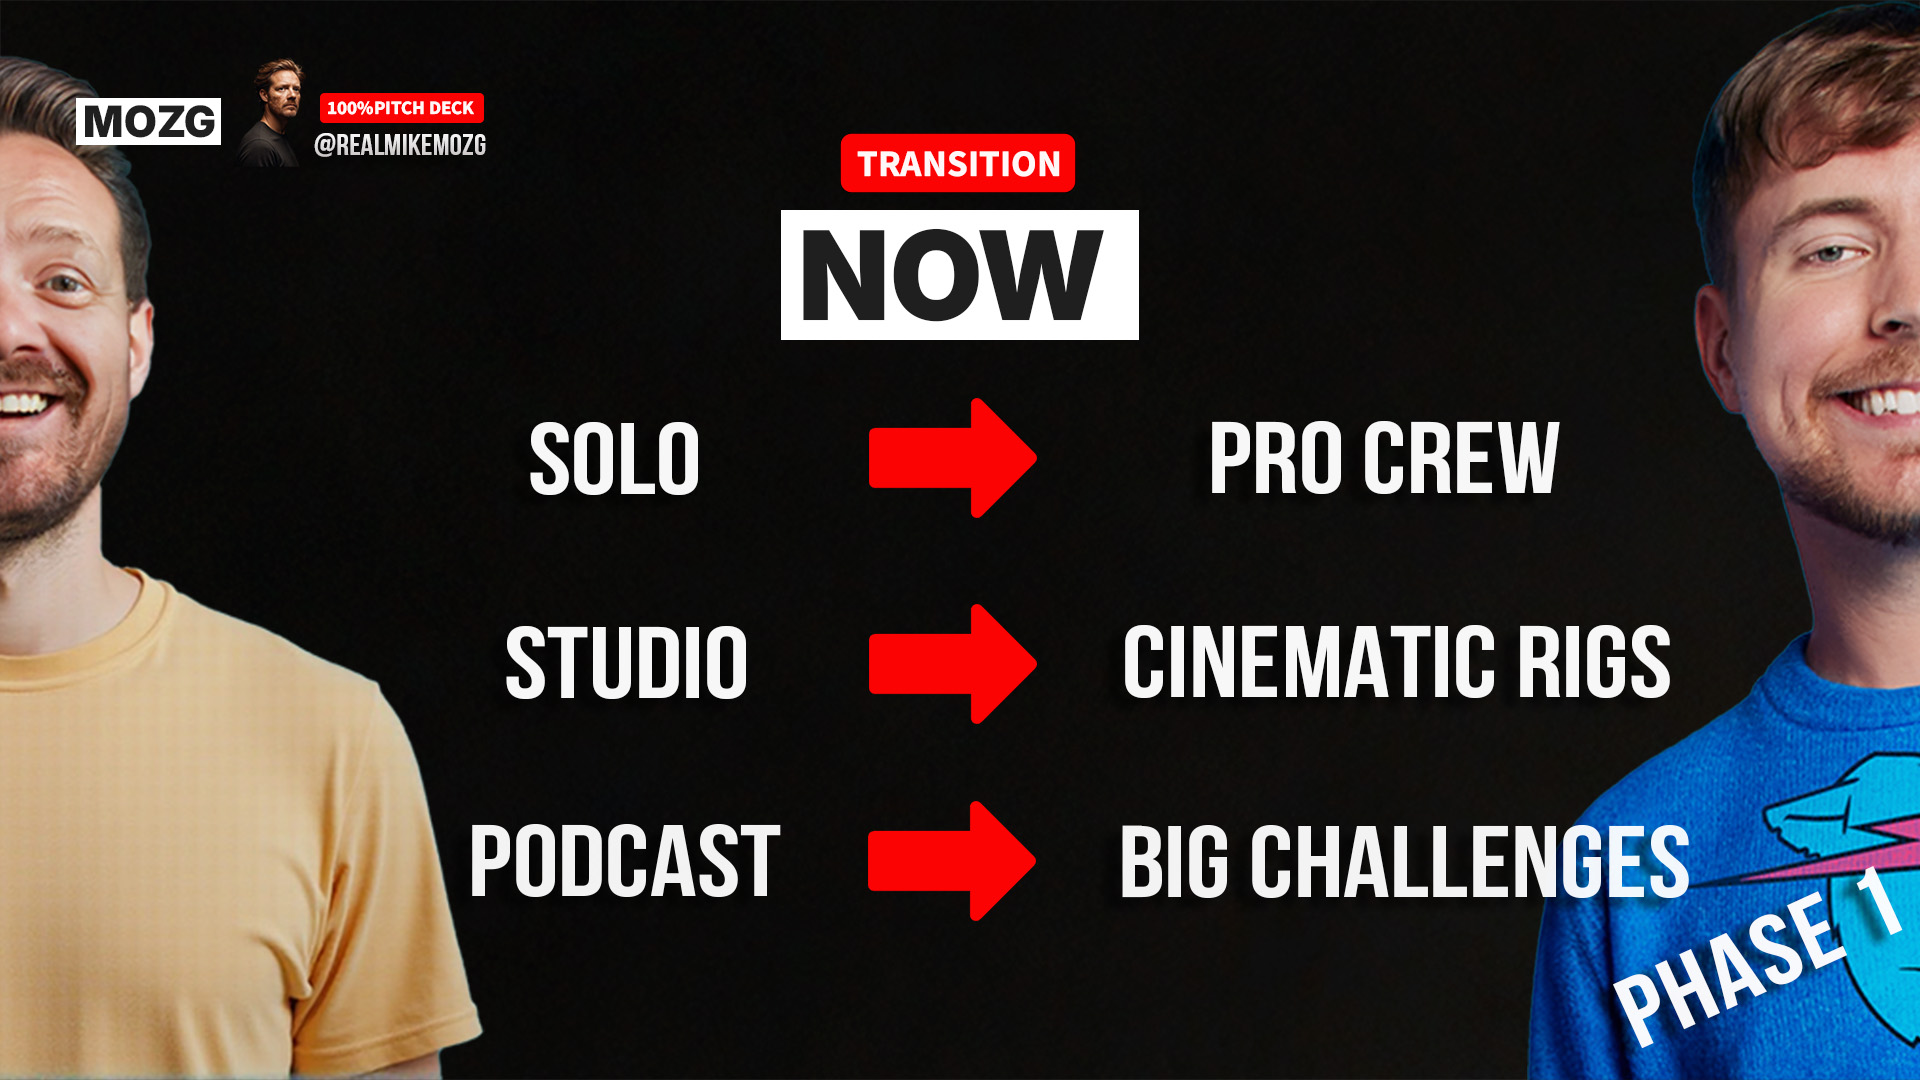 MOZG
100%PITCH DECK
@REALMIKEMOZG
TRANSITION
NOW
SOLO PRO CREW
STUDIO CINEMATIC RIGS
PODCAST BIG CHALLENGES
PHASE 1